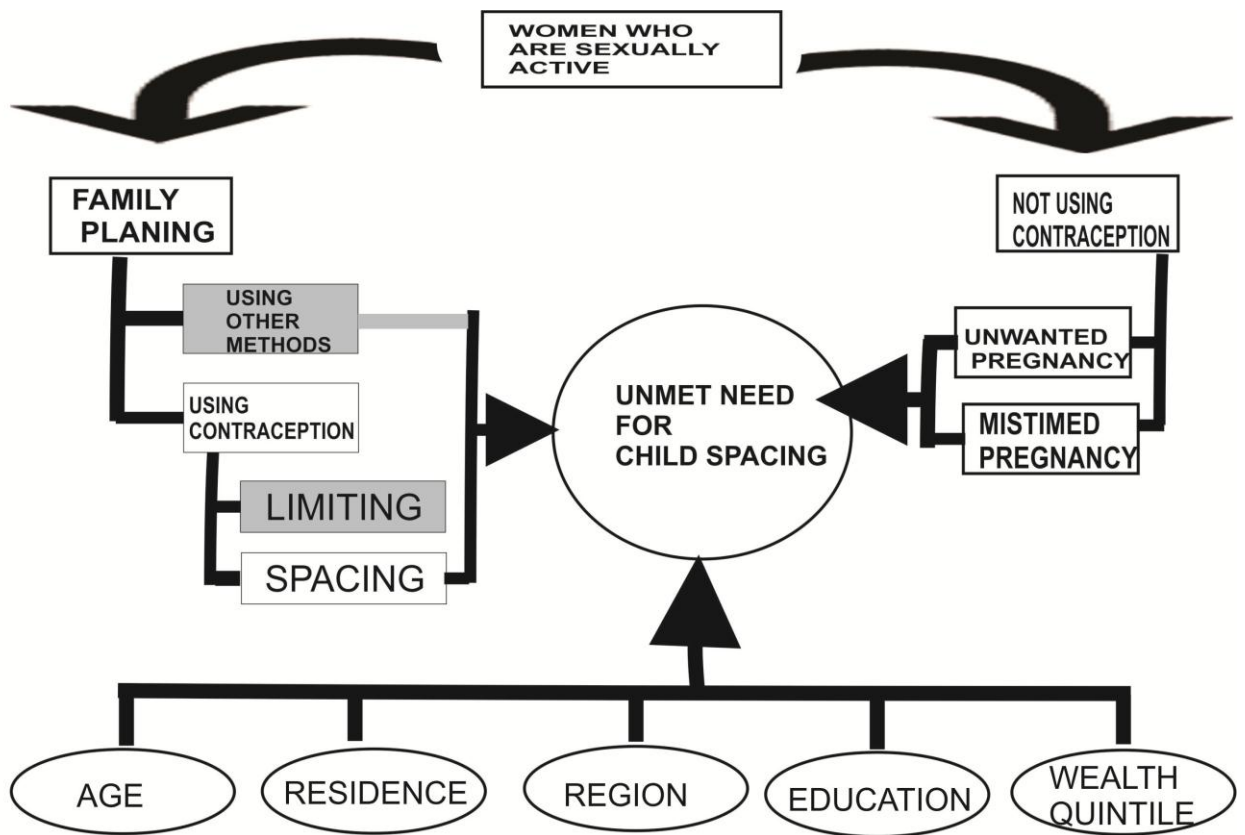 WOMEN WHO
ARE SEXUALLY
ACTIVE
FAMILY
PLANING
NOT USING
CONTRACEPTION
USING
OTHER
METHODS
UNWANTED
PREGNANCY
USING
CONTRACEPTION
UNMET NEED
FOR
CHILD SPACING
MISTIMED
PREGNANCY
LIMITING
SPACING
AGE
RESIDENCE
REGION
EDUCATION
WEALTH
QUINTILE